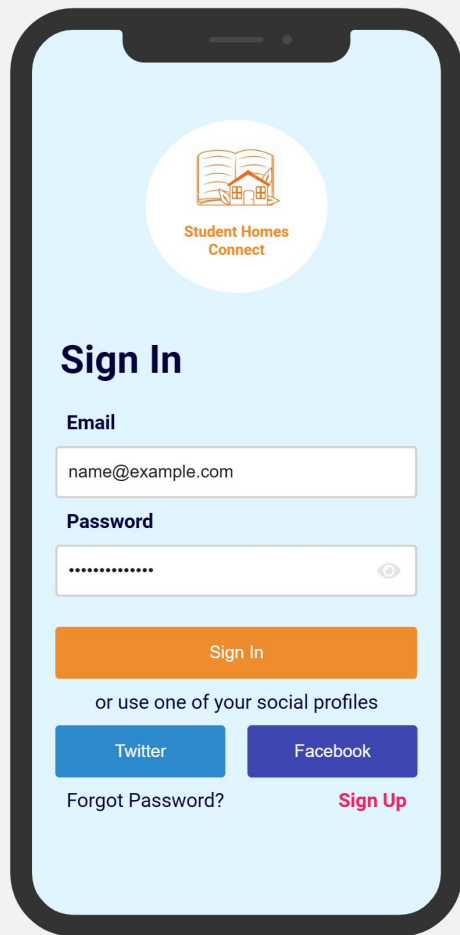 Student Homes
Connect
Sign In
Email
name@example.com
Password
••••••••••••••
Sign In
or use one of your social profiles
Twitter
Facebook
Forgot Password?
Sign Up